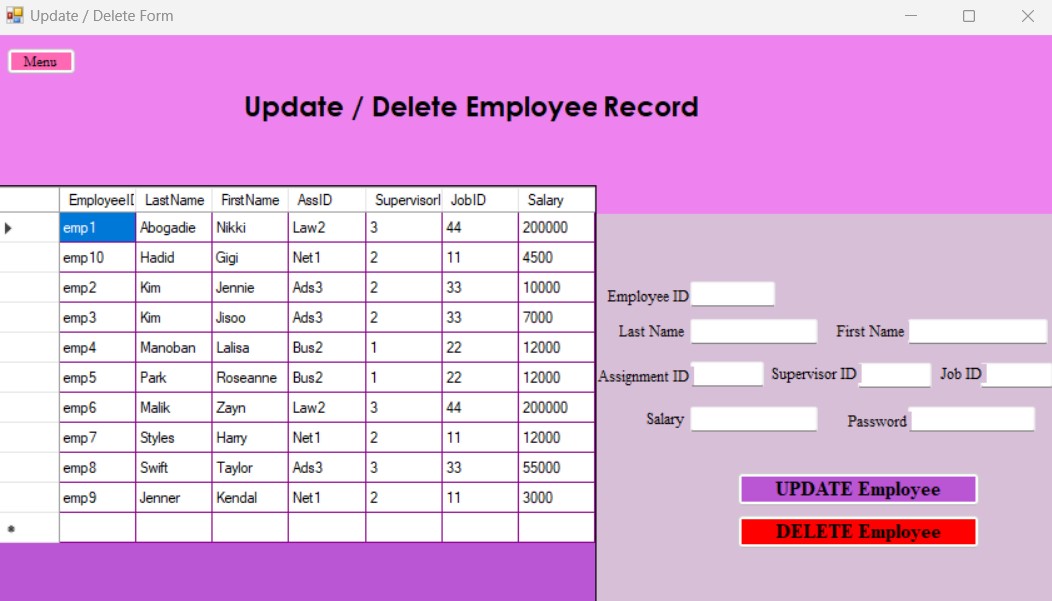 Update / Delete Form
Menu
Update / Delete Employee Record
EmployeeID LastName FirstName AssID SupervisorI JobID Salary
emp1 Abogadie Nikki Law2 3 44 200000
emp10 Hadid Gigi Net1 2 11 4500
emp2 Kim Jennie Ads3 2 33 10000
emp3 Kim Jisoo Ads3 2 33 7000
emp4 Manoban Lalisa Bus2 1 22 12000
emp5 Park Roseanne Bus2 1 22 12000
emp6 Malik Zayn Law2 3 44 200000
emp7 Styles Harry Net1 2 11 12000
emp8 Swift Taylor Ads3 3 33 55000
emp9 Jenner Kendal Net1 2 11 3000
Employee ID
Last Name First Name
Assignment ID Supervisor ID Job ID
Salary Password
UPDATE Employee
DELETE Employee